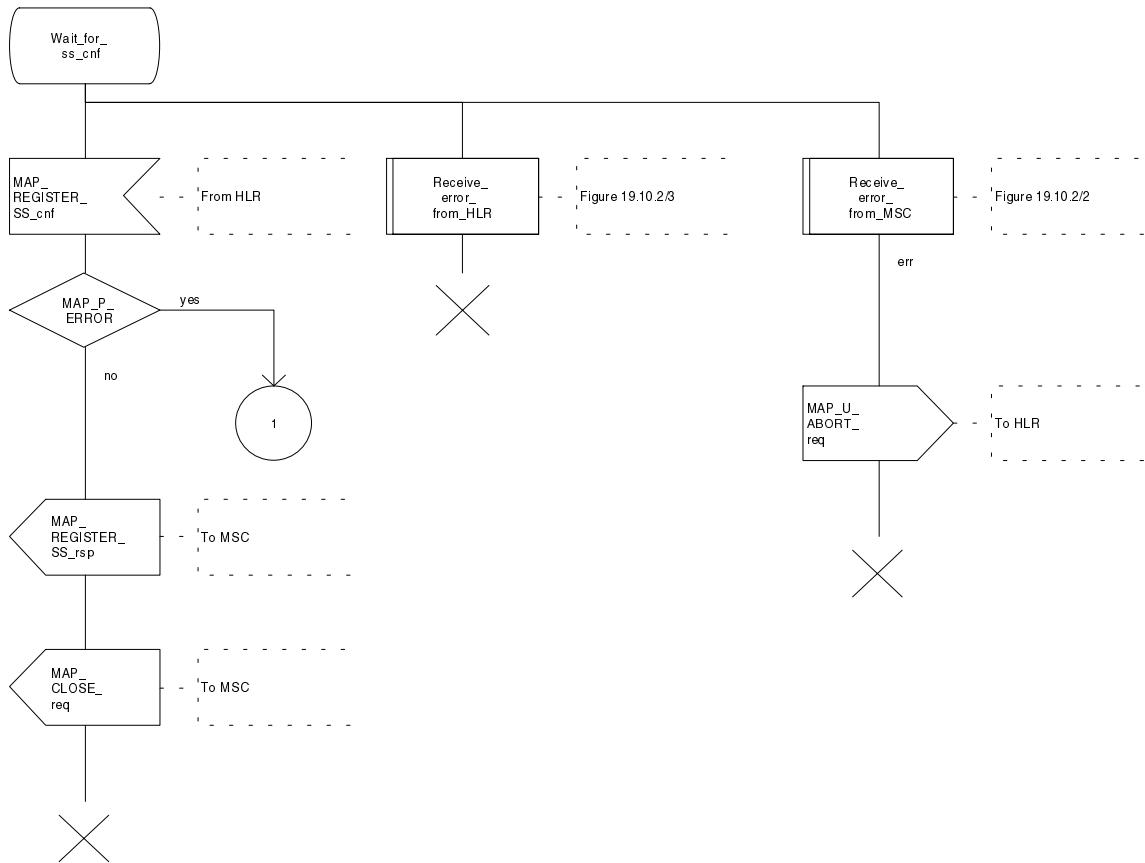 Wait_for_
ss_cnf
MAP_
REGISTER_
SS_cnf
From HLR
Receive_
error_
from_HLR
Figure 19.10.2/3
Receive_
error_
from_MSC
Figure 19.10.2/2
err
MAP_P_
ERROR
yes
no
1
MAP_U_
ABORT_
req
To HLR
MAP_
REGISTER_
SS_rsp
To MSC
MAP_
CLOSE_
req
To MSC